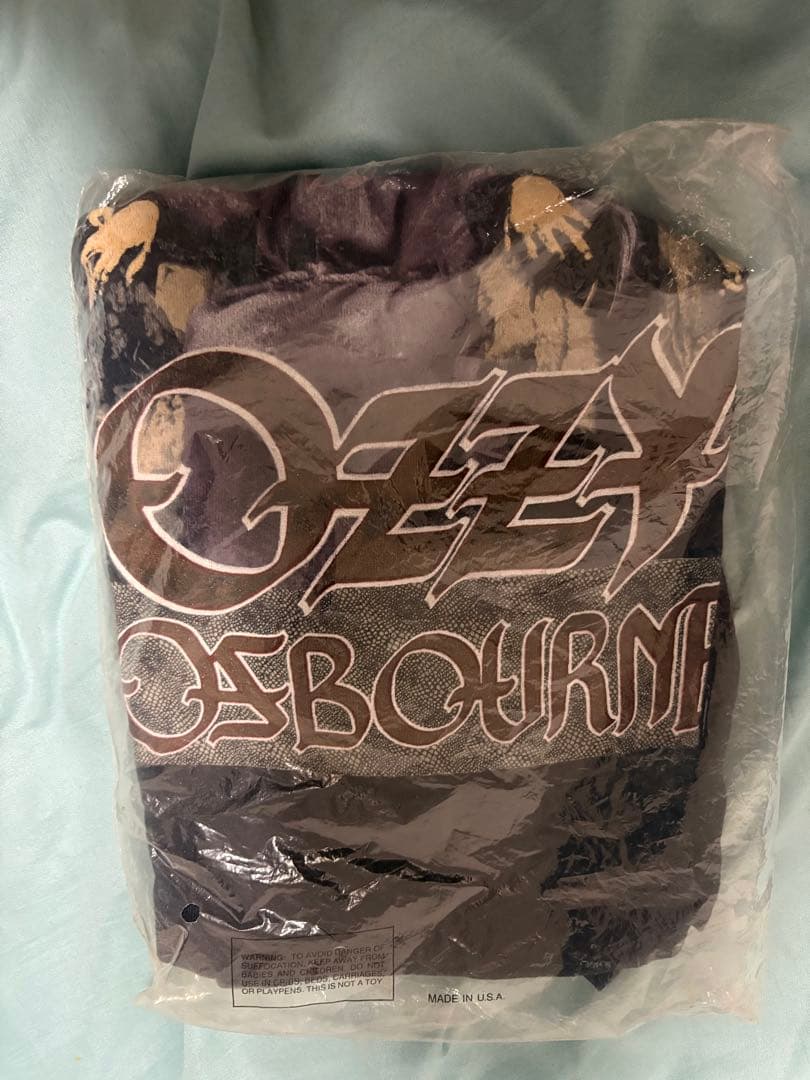 OZZY
OSBOURNE
WARNING: TO AVOID DANGER OF
SUFFOCATION, KEEP AWAY FROM
BABIES AND CHILDREN. DO NOT
USE IN CRIBS, BEDS, CARRIAGES,
OR PLAYPENS. THIS IS NOT A TOY
MADE IN U.S.A.